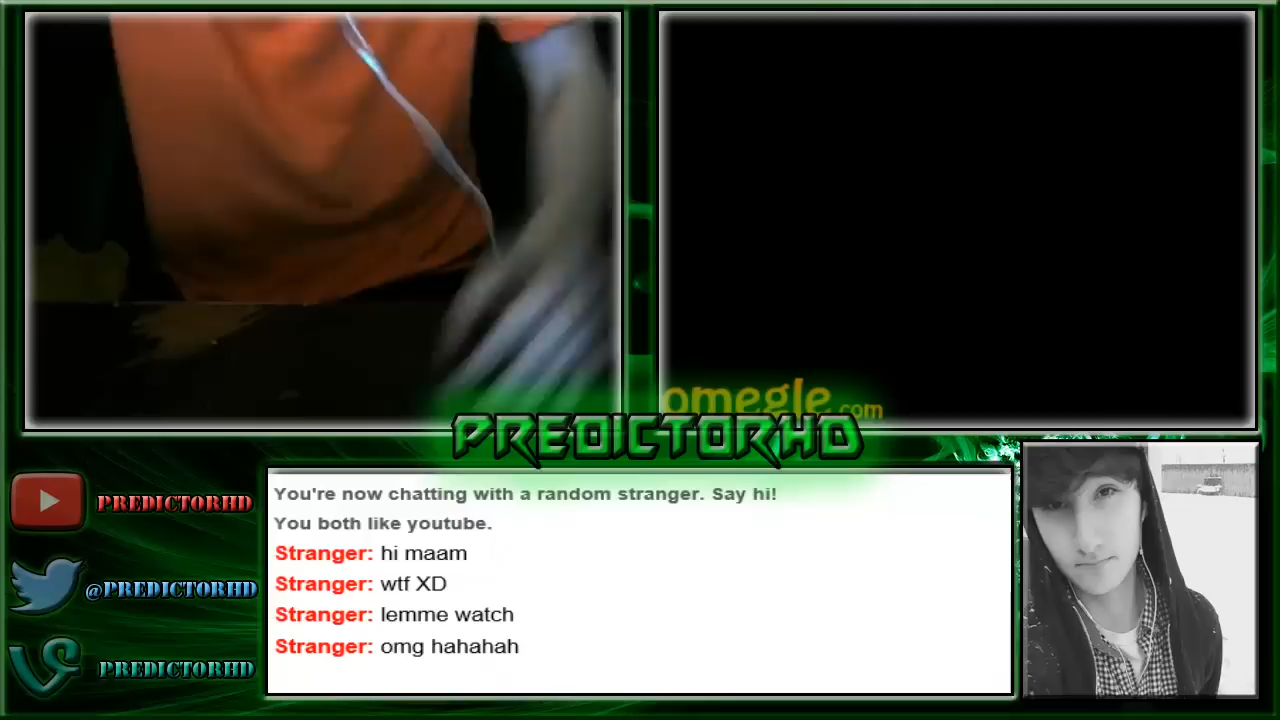 omegle.com
PREDICTORHD
PREDICTORHD
@PREDICTORHD
PREDICTORHD
You're now chatting with a random stranger. Say hi!
You both like youtube.
Stranger: hi maam
Stranger: wtf XD
Stranger: lemme watch
Stranger: omg hahahah